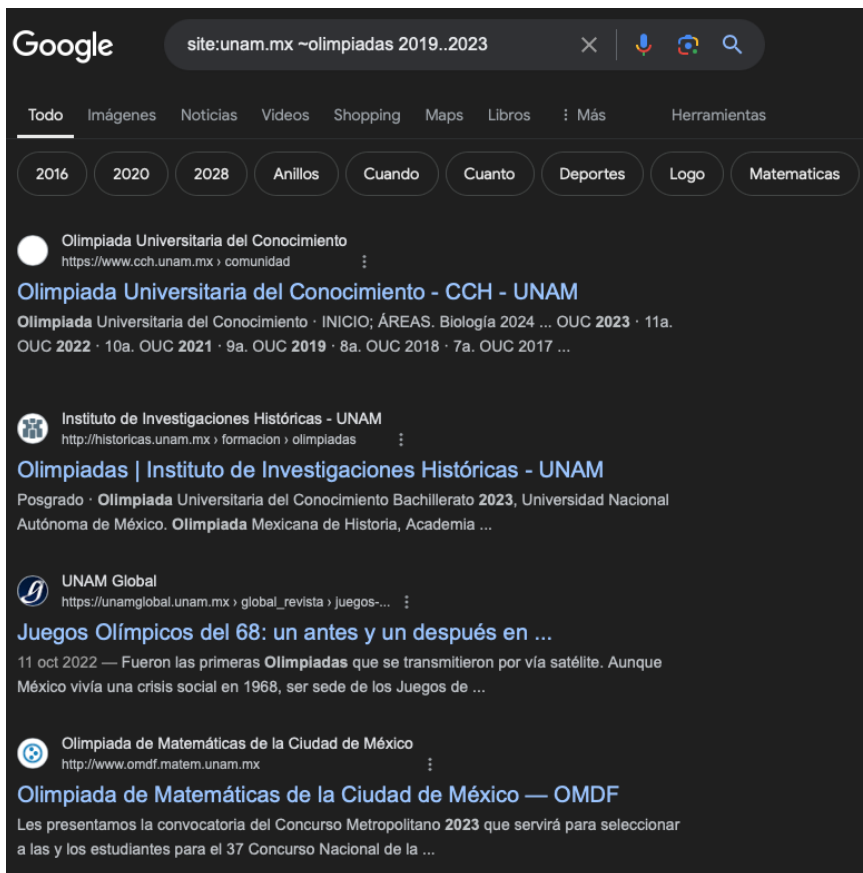 Google
site:unam.mx ~olimpiadas 2019..2023
Todo Imágenes Noticias Videos Shopping Maps Libros Más Herramientas
2016 2020 2028 Anillos Cuando Cuanto Deportes Logo Matematicas
Olimpiada Universitaria del Conocimiento
https://www.cch.unam.mx › comunidad
Olimpiada Universitaria del Conocimiento - CCH - UNAM
Olimpiada Universitaria del Conocimiento · INICIO; ÁREAS. Biología 2024 ... OUC 2023 · 11a.
OUC 2022 · 10a. OUC 2021 · 9a. OUC 2019 · 8a. OUC 2018 · 7a. OUC 2017 ...
Instituto de Investigaciones Históricas - UNAM
http://historicas.unam.mx › formacion › olimpiadas
Olimpiadas | Instituto de Investigaciones Históricas - UNAM
Posgrado · Olimpiada Universitaria del Conocimiento Bachillerato 2023, Universidad Nacional
Autónoma de México. Olimpiada Mexicana de Historia, Academia ...
UNAM Global
https://unamglobal.unam.mx › global_revista › juegos-...
Juegos Olímpicos del 68: un antes y un después en ...
11 oct 2022 — Fueron las primeras Olimpiadas que se transmitieron por vía satélite. Aunque
México vivía una crisis social en 1968, ser sede de los Juegos de ...
Olimpiada de Matemáticas de la Ciudad de México
http://www.omdf.matem.unam.mx
Olimpiada de Matemáticas de la Ciudad de México — OMDF
Les presentamos la convocatoria del Concurso Metropolitano 2023 que servirá para seleccionar
a las y los estudiantes para el 37 Concurso Nacional de la ...